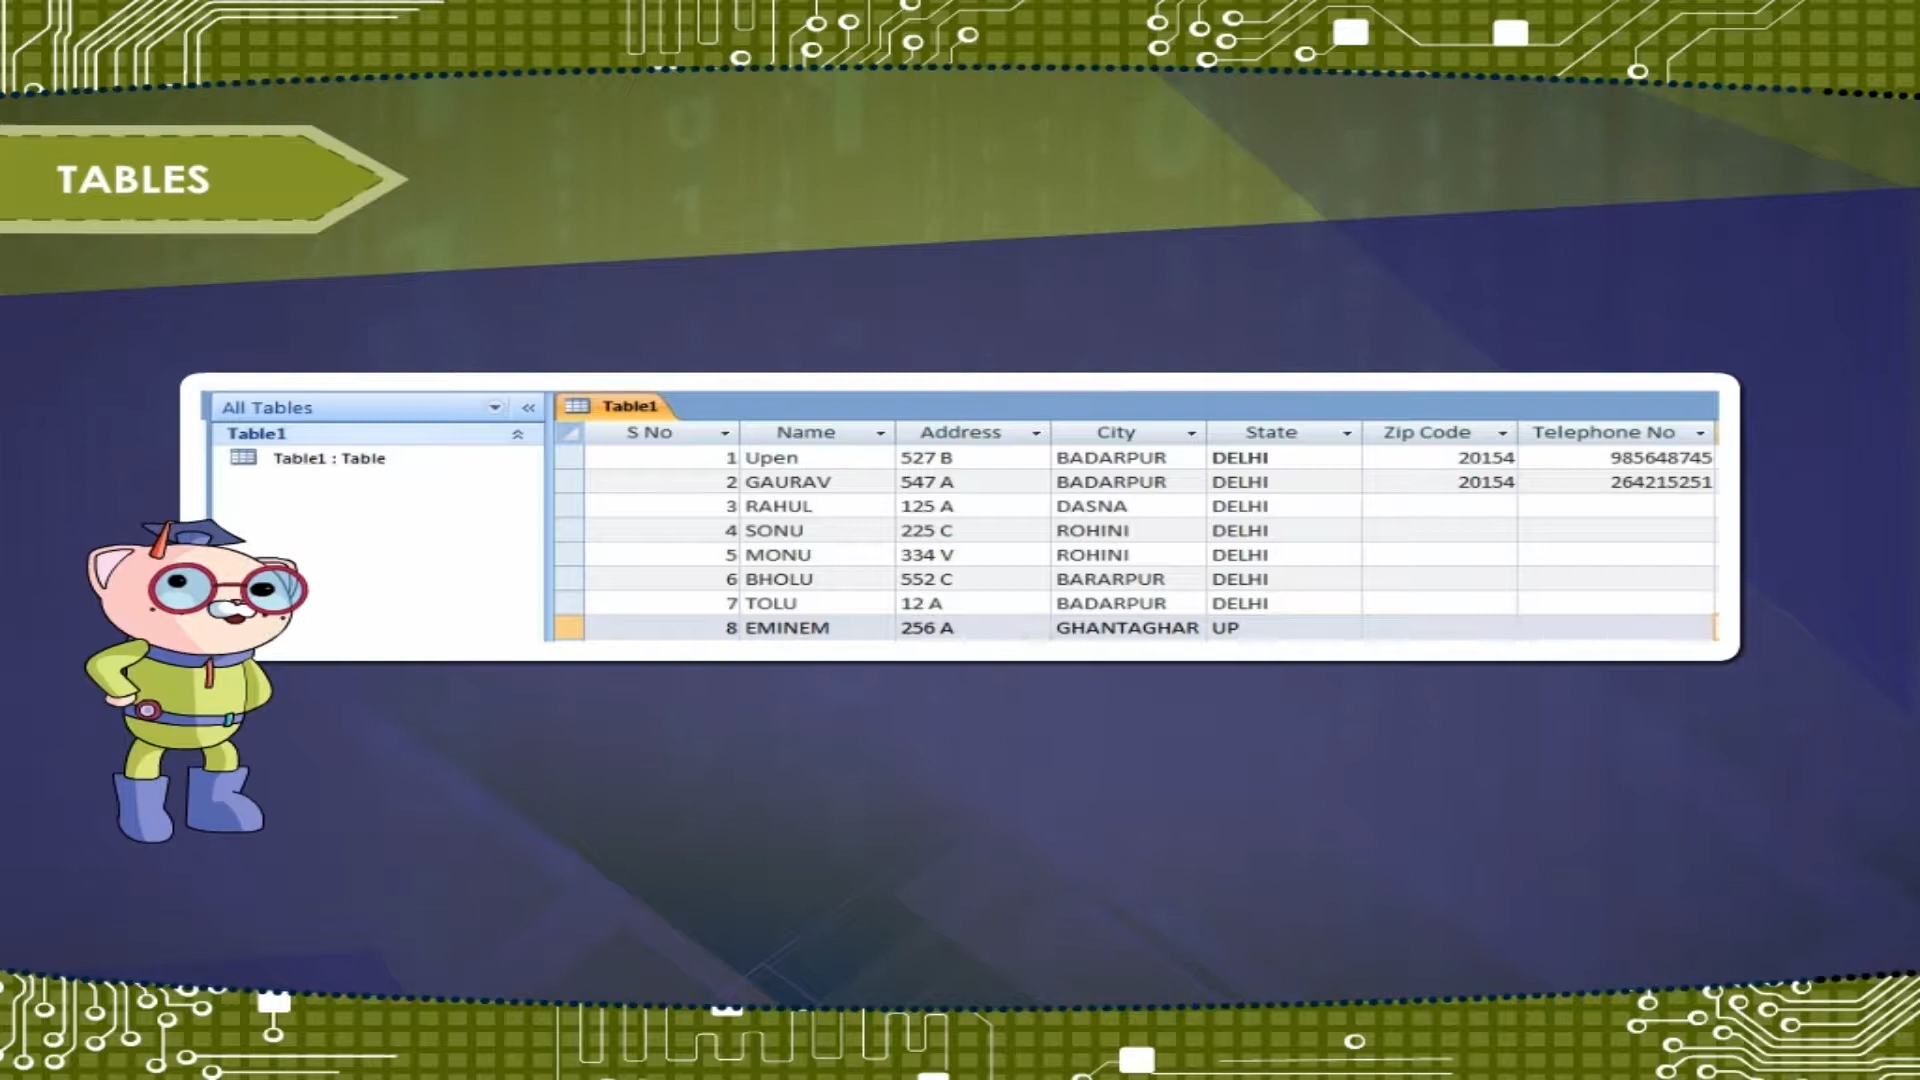 TABLES
All Tables
Table1
Table1 : Table
Table1
S No Name Address City State Zip Code Telephone No
1 Upen 527 B BADARPUR DELHI 20154 985648745
2 GAURAV 547 A BADARPUR DELHI 20154 264215251
3 RAHUL 125 A DASNA DELHI
4 SONU 225 C ROHINI DELHI
5 MONU 334 V ROHINI DELHI
6 BHOLU 552 C BARARPUR DELHI
7 TOLU 12 A BADARPUR DELHI
8 EMINEM 256 A GHANTAGHAR UP